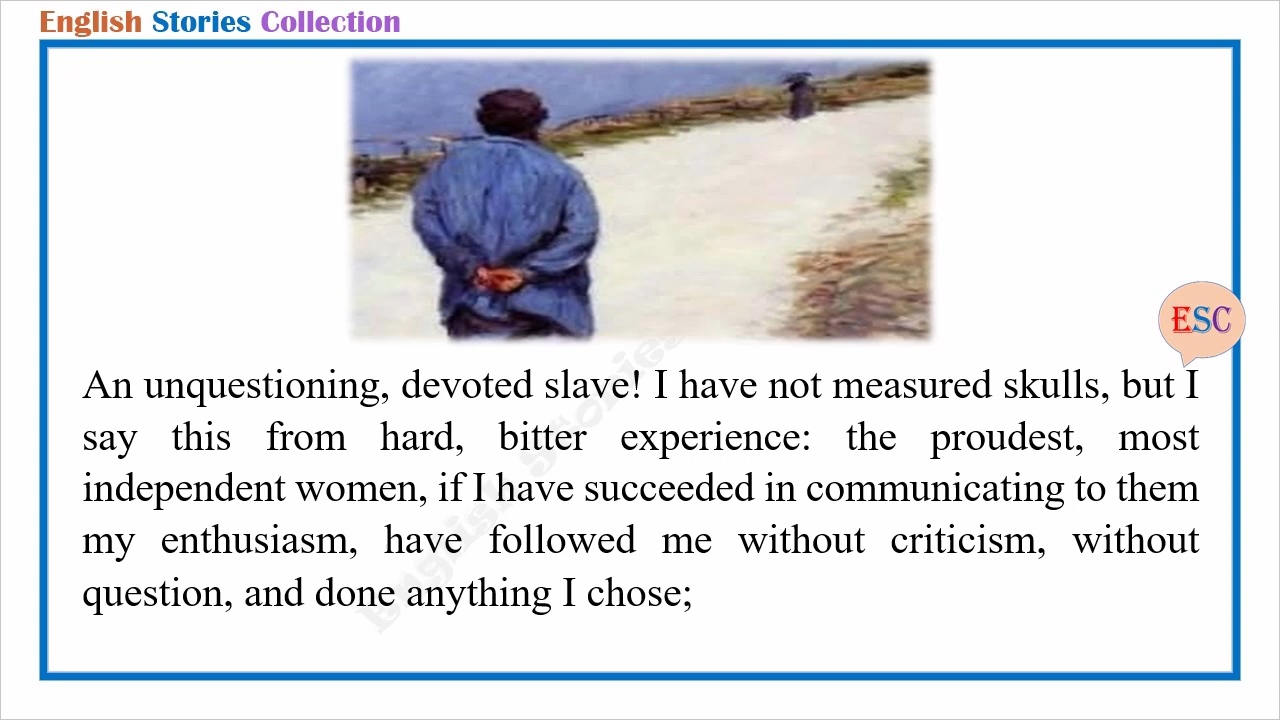 English Stories Collection
ESC
An unquestioning, devoted slave! I have not measured skulls, but I
say this from hard, bitter experience: the proudest, most
independent women, if I have succeeded in communicating to them
my enthusiasm, have followed me without criticism, without
question, and done anything I chose;
English Stories